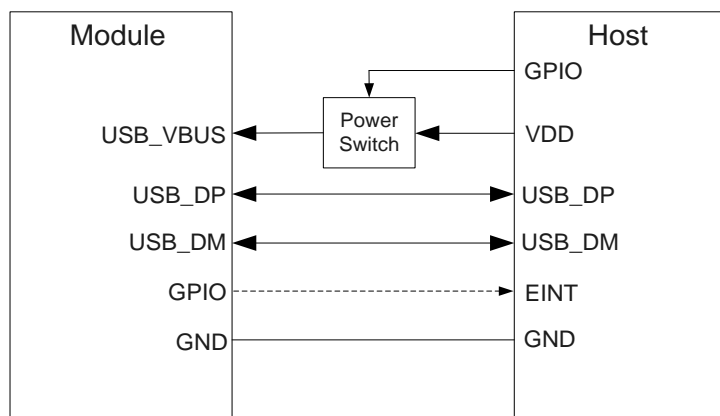 Module
Host
GPIO
Power
Switch
USB_VBUS
VDD
USB_DP
USB_DP
USB_DM
USB_DM
GPIO
EINT
GND
GND